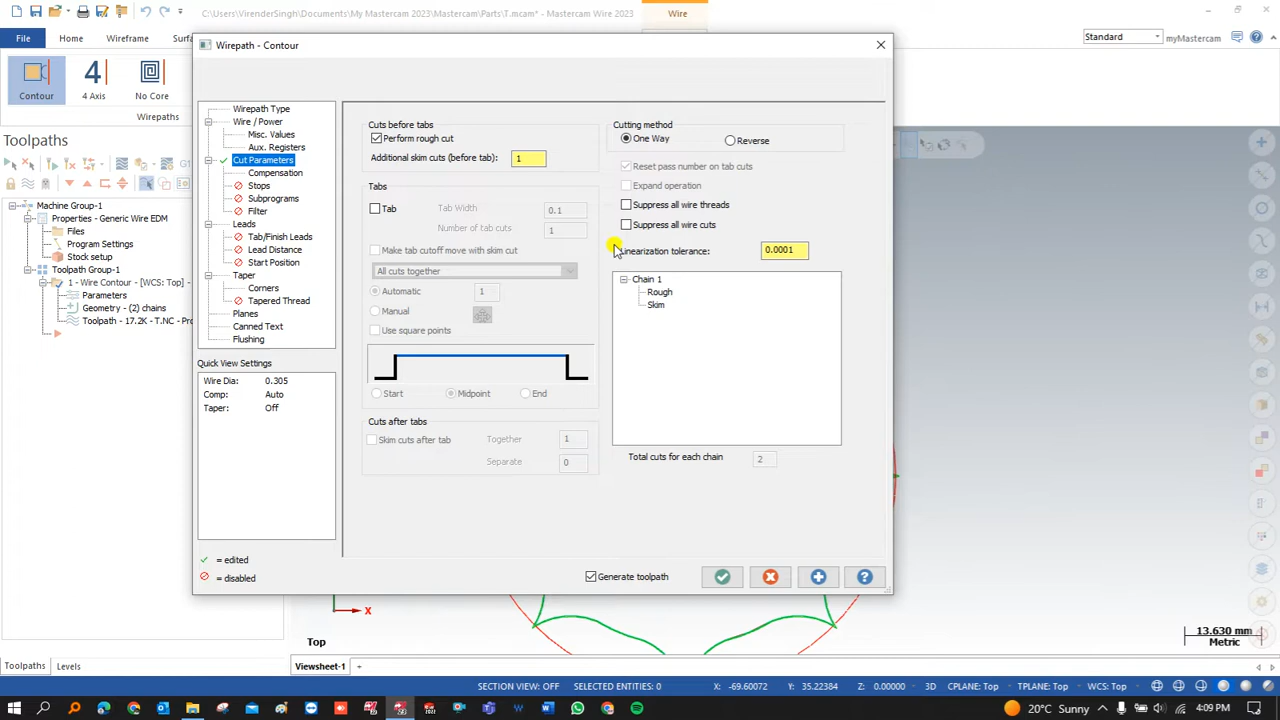 C:\Users\VirenderSingh\Documents\My Mastercam 2023\Mastercam\Parts\T.mcam* - Mastercam Wire 2023
Wire
File
Home
Wireframe
Standard
myMastercam
Contour
4
4 Axis
No Core
Wirepaths
Toolpaths
Machine Group-1
Properties - Generic Wire EDM
Files
Program Settings
Stock setup
Toolpath Group-1
1 - Wire Contour - [WCS: Top] -
Parameters
Geometry - (2) chains
Toolpath - 17.2K - T.NC - Pro
Wirepath - Contour
Wirepath Type
Wire / Power
Misc. Values
Aux. Registers
Cut Parameters
Compensation
Stops
Subprograms
Filter
Leads
Tab/Finish Leads
Lead Distance
Start Position
Taper
Corners
Tapered Thread
Planes
Canned Text
Flushing
Quick View Settings
Wire Dia: 0.305
Comp: Auto
Taper: Off
= edited
= disabled
Cuts before tabs
Perform rough cut
Additional skim cuts (before tab): 1
Tabs
Tab
Tab Width 0.1
Number of tab cuts 1
Make tab cutoff move with skim cut
All cuts together
Automatic 1
Manual
Use square points
Start Midpoint End
Cuts after tabs
Skim cuts after tab
Together 1
Separate 0
Cutting method
One Way Reverse
Reset pass number on tab cuts
Expand operation
Suppress all wire threads
Suppress all wire cuts
Linearization tolerance: 0.0001
Chain 1
Rough
Skim
Total cuts for each chain 2
Generate toolpath
X
Top
13.630 mm
Metric
Toolpaths Levels
Viewsheet-1 +
SECTION VIEW: OFF SELECTED ENTITIES: 0 X: -69.60072 Y: 35.22384 Z: 0.00000 3D CPLANE: Top TPLANE: Top WCS: Top
20°C Sunny 4:09 PM